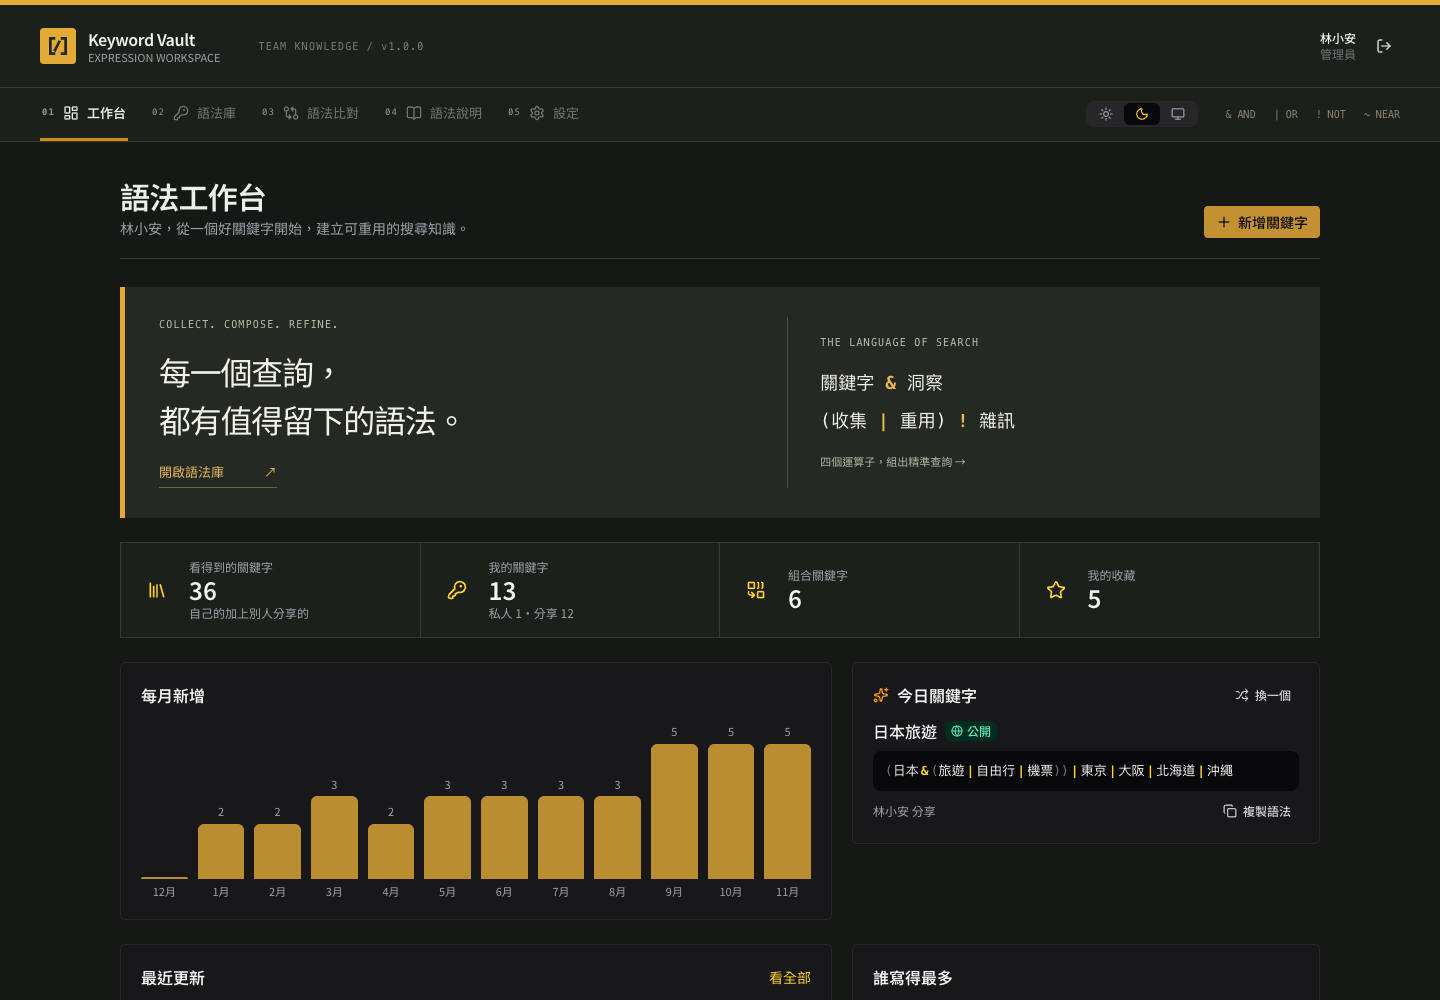 Keyword Vault
EXPRESSION WORKSPACE
TEAM KNOWLEDGE / v1.0.0
林小安
管理員
01 工作台
02 語法庫
03 語法比對
04 語法說明
05 設定
& AND | OR ! NOT ~ NEAR
語法工作台
林小安，從一個好關鍵字開始，建立可重用的搜尋知識。
新增關鍵字
COLLECT. COMPOSE. REFINE.
每一個查詢，
都有值得留下的語法。
開啟語法庫 ↗
THE LANGUAGE OF SEARCH
關鍵字 & 洞察
(收集 | 重用) ! 雜訊
四個運算子，組出精準查詢 →
看得到的關鍵字
36
自己的加上別人分享的
我的關鍵字
13
私人 1・分享 12
組合關鍵字
6
我的收藏
5
每月新增
2 2 3 2 3 3 3 3 5 5 5
12月 1月 2月 3月 4月 5月 6月 7月 8月 9月 10月 11月
今日關鍵字
換一個
日本旅遊 公開
(日本&(旅遊|自由行|機票))|東京|大阪|北海道|沖繩
林小安 分享
複製語法
最近更新
看全部
誰寫得最多